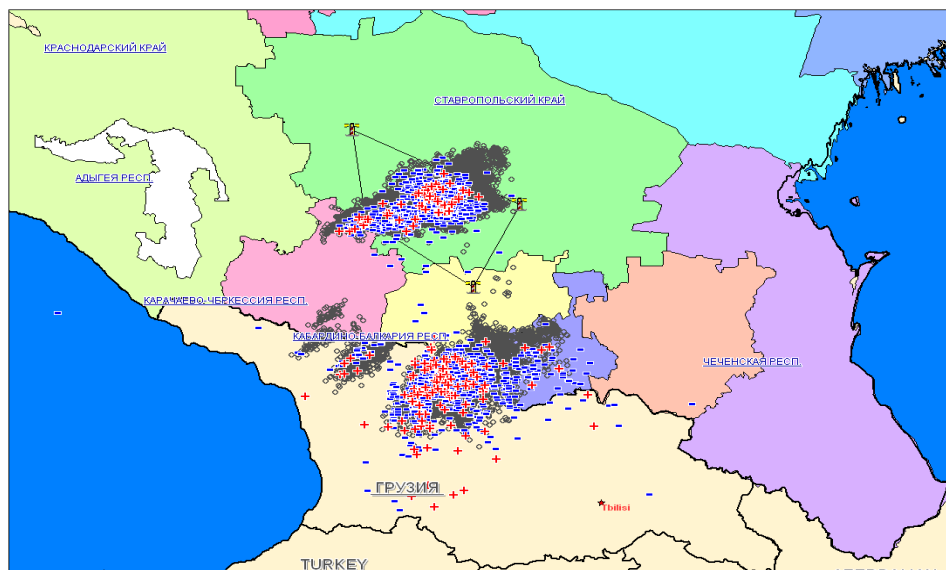 КРАСНОДАРСКИЙ КРАЙ
СТАВРОПОЛЬСКИЙ КРАЙ
АДЫГЕЯ РЕСП.
КАРАЧАЕВО-ЧЕРКЕССИЯ РЕСП.
КАБАРДИНО-БАЛКАРИЯ РЕСП.
ЧЕЧЕНСКАЯ РЕСП.
ГРУЗИЯ
Tbilisi
TURKEY